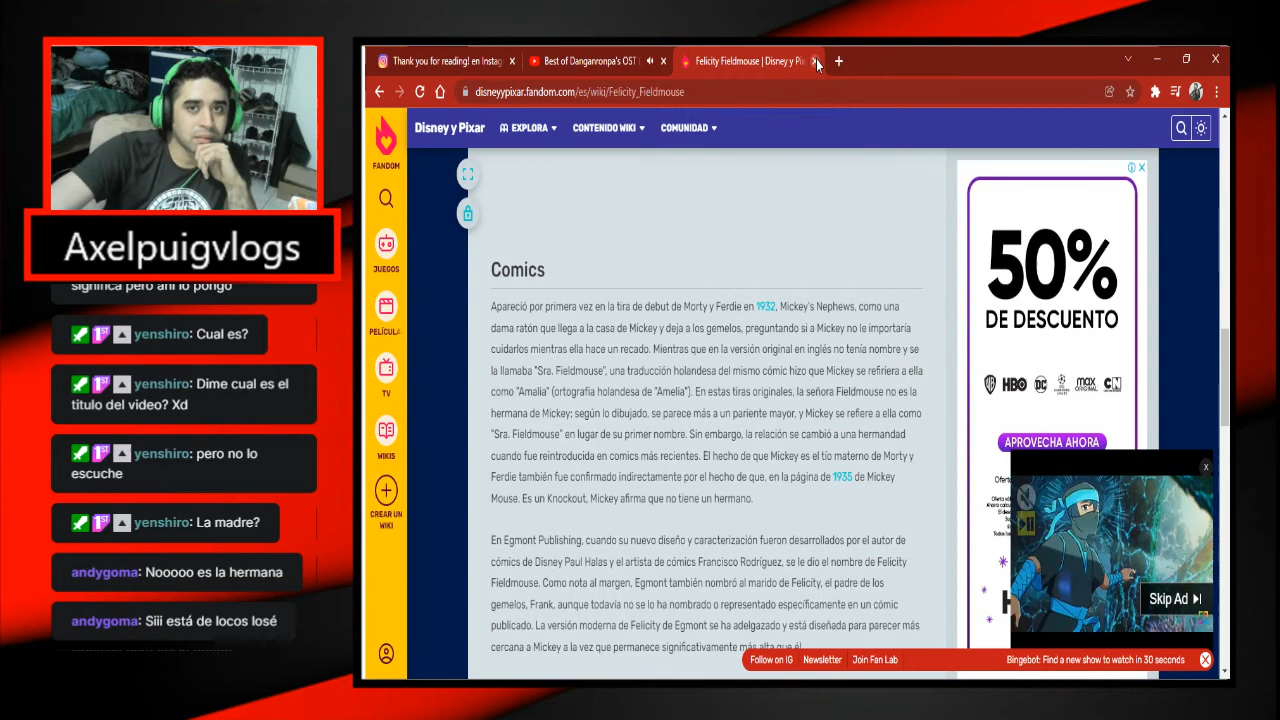 Axelpuigvlogs
significa pero ahí lo pongo
yenshiro: Cual es?
yenshiro: Dime cual es el
titulo del video? Xd
yenshiro: pero no lo
escuche
yenshiro: La madre?
andygoma: Nooooo es la hermana
andygoma: Siii está de locos losé
Thank you for reading! en Instag
Best of Danganronpa's OST
Felicity Fieldmouse | Disney y Pix
disneyypixar.fandom.com/es/wiki/Felicity_Fieldmouse
FANDOM
JUEGOS
PELÍCULA
TV
WIKIS
CREAR UN
WIKI
Disney y Pixar
EXPLORA
CONTENIDO WIKI
COMUNIDAD
Comics
Apareció por primera vez en la tira de debut de Morty y Ferdie en 1932, Mickey's Nephews, como una
dama ratón que llega a la casa de Mickey y deja a los gemelos, preguntando si a Mickey no le importaría
cuidarlos mientras ella hace un recado. Mientras que en la versión original en inglés no tenía nombre y se
la llamaba "Sra. Fieldmouse", una traducción holandesa del mismo cómic hizo que Mickey se refiriera a ella
como "Amalia" (ortografía holandesa de "Amelia"). En estas tiras originales, la señora Fieldmouse no es la
hermana de Mickey; según lo dibujado, se parece más a un pariente mayor, y Mickey se refiere a ella como
"Sra. Fieldmouse" en lugar de su primer nombre. Sin embargo, la relación se cambió a una hermandad
cuando fue reintroducida en comics más recientes. El hecho de que Mickey es el tío materno de Morty y
Ferdie también fue confirmado indirectamente por el hecho de que, en la página de 1935 de Mickey
Mouse. Es un Knockout, Mickey afirma que no tiene un hermano.
En Egmont Publishing, cuando su nuevo diseño y caracterización fueron desarrollados por el autor de
cómics de Disney Paul Halas y el artista de cómics Francisco Rodríguez, se le dio el nombre de Felicity
Fieldmouse. Como nota al margen, Egmont también nombró al marido de Felicity, el padre de los
gemelos, Frank, aunque todavía no se lo ha nombrado o representado específicamente en un cómic
publicado. La versión moderna de Felicity de Egmont se ha adelgazado y está diseñada para parecer más
cercana a Mickey a la vez que permanece significativamente más alta que él.
50%
DE DESCUENTO
HBO
DC
MAX
ORIGINAL
CN
APROVECHA AHORA
Skip Ad
Follow on IG
Newsletter
Join Fan Lab
Bingebot: Find a new show to watch in 30 seconds